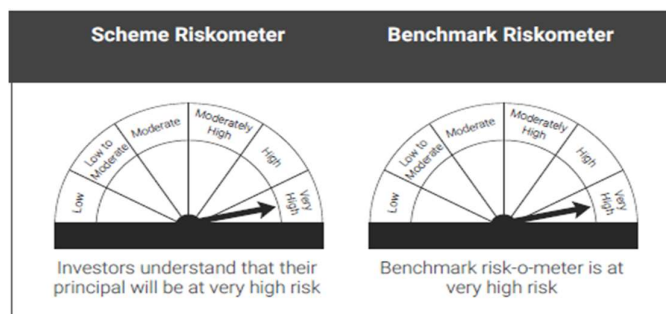 Scheme Riskometer
Benchmark Riskometer
Low
Low to
Moderate
Moderate
Moderately
High
High
Very
High
Low
Low to
Moderate
Moderate
Moderately
High
High
Very
High
Investors understand that their
principal will be at very high risk
Benchmark risk-o-meter is at
very high risk